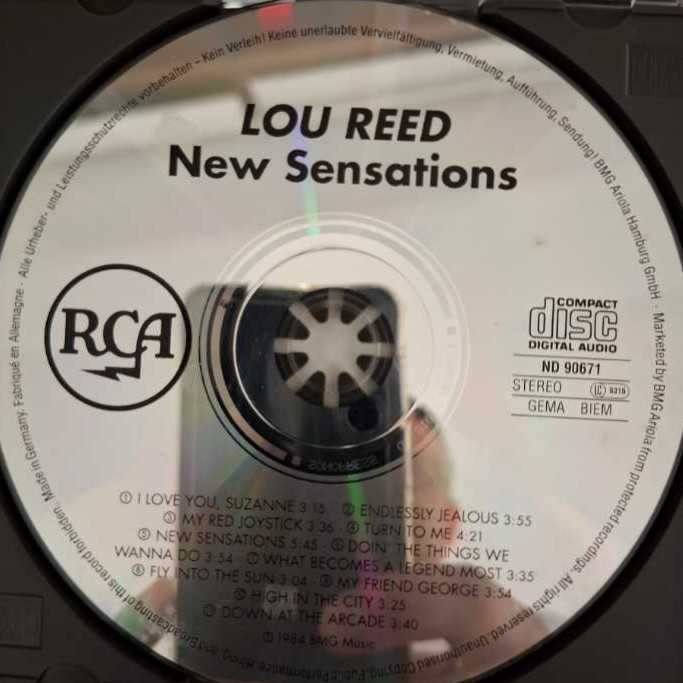 LOU REED
New Sensations
RCA
COMPACT
disc
DIGITAL AUDIO
ND 90671
STEREO LC 0316
GEMA BIEM
① I LOVE YOU, SUZANNE 3:15 · ② ENDLESSLY JEALOUS 3:55
③ MY RED JOYSTICK 3:36 · ④ TURN TO ME 4:21
⑤ NEW SENSATIONS 5:45 · ⑥ DOIN' THE THINGS WE
WANNA DO 3:54 · ⑦ WHAT BECOMES A LEGEND MOST 3:35
⑧ FLY INTO THE SUN 3:04 · ⑨ MY FRIEND GEORGE 3:54
⑩ HIGH IN THE CITY 3:25
⑪ DOWN AT THE ARCADE 3:40
Ⓟ 1984 BMG Music
Made in Germany. Fabriqué en Allemagne · Alle Urheber- und Leistungsschutzrechte vorbehalten – Kein Verleih! Keine unerlaubte Vervielfältigung, Vermietung, Aufführung, Sendung! BMG Ariola Hamburg GmbH · Marketed by BMG Ariola from protected recordings. All rights reserved. Unauthorised Copying, Public Performance, Hiring, and Broadcasting of this record forbidden.